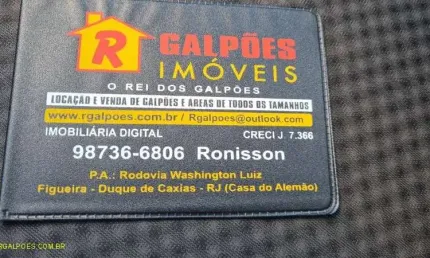 R GALPÕES
IMÓVEIS
O REI DOS GALPÕES
LOCAÇÃO E VENDA DE GALPÕES E AREAS DE TODOS OS TAMANHOS
www.rgalpoes.com.br / Rgalpoes@outlook.com
IMOBILIÁRIA DIGITAL CRECI J 7.366
98736-6806 Ronisson
P.A.: Rodovia Washington Luiz
Figueira - Duque de Caxias - RJ (Casa do Alemão)
RGALPOES.COM.BR